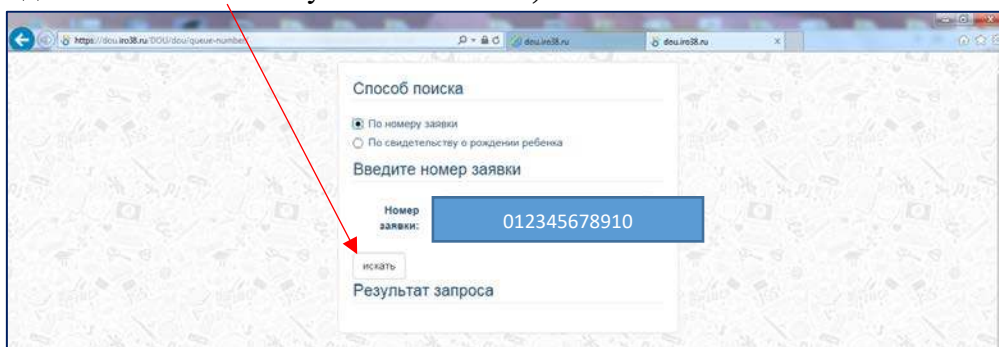 https://dou.iro38.ru/DOU/dou/queue-number
dou.iro38.ru
dou.iro38.ru
Способ поиска
По номеру заявки
По свидетельству о рождении ребенка
Введите номер заявки
Номер
заявки:
012345678910
искать
Результат запроса